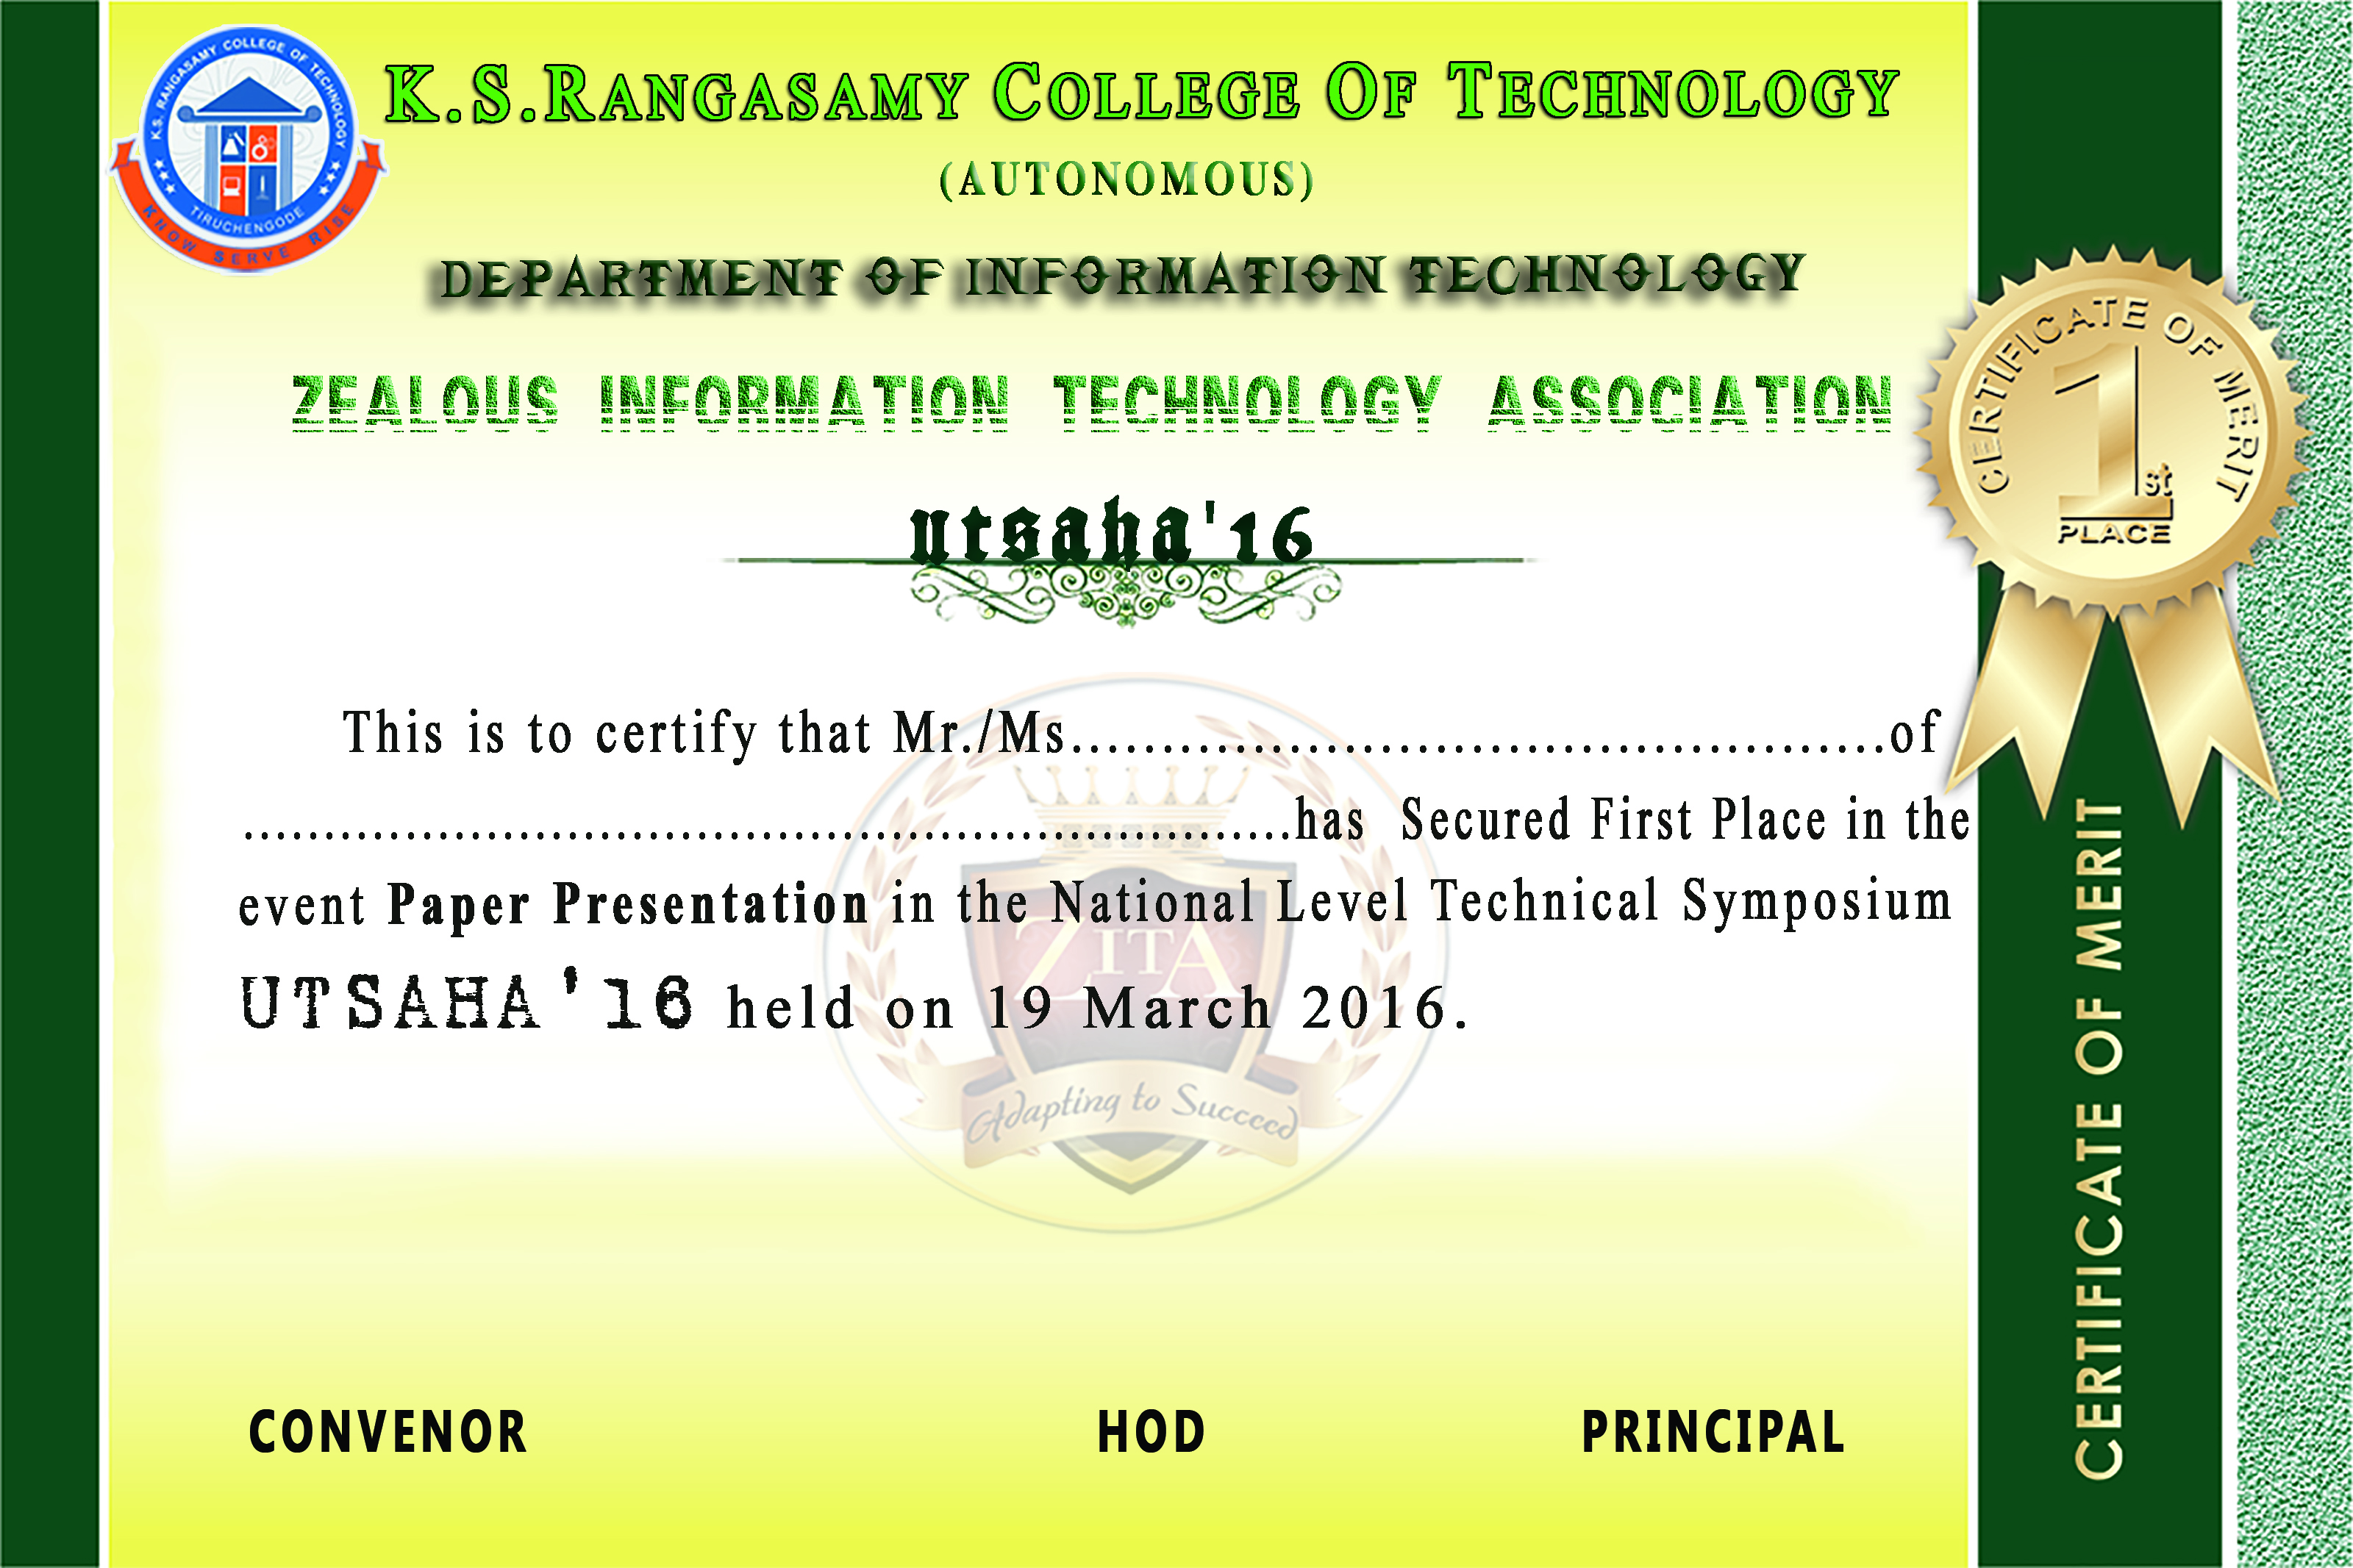 K.S. RANGASAMY COLLEGE OF TECHNOLOGY
TIRUCHENGODE
KNOW SERVE RISE
K.S.RANGASAMY COLLEGE OF TECHNOLOGY
(AUTONOMOUS)
DEPARTMENT OF INFORMATION TECHNOLOGY
ZEALOUS INFORMATION TECHNOLOGY ASSOCIATION
utsaha'16
CERTIFICATE OF MERIT
1st
PLACE
This is to certify that Mr./Ms.............................................of
..................................................................has Secured First Place in the
event Paper Presentation in the National Level Technical Symposium
UTSAHA'16 held on 19 March 2016.
ZITA
Adapting to Succeed
CONVENOR HOD PRINCIPAL
CERTIFICATE OF MERIT